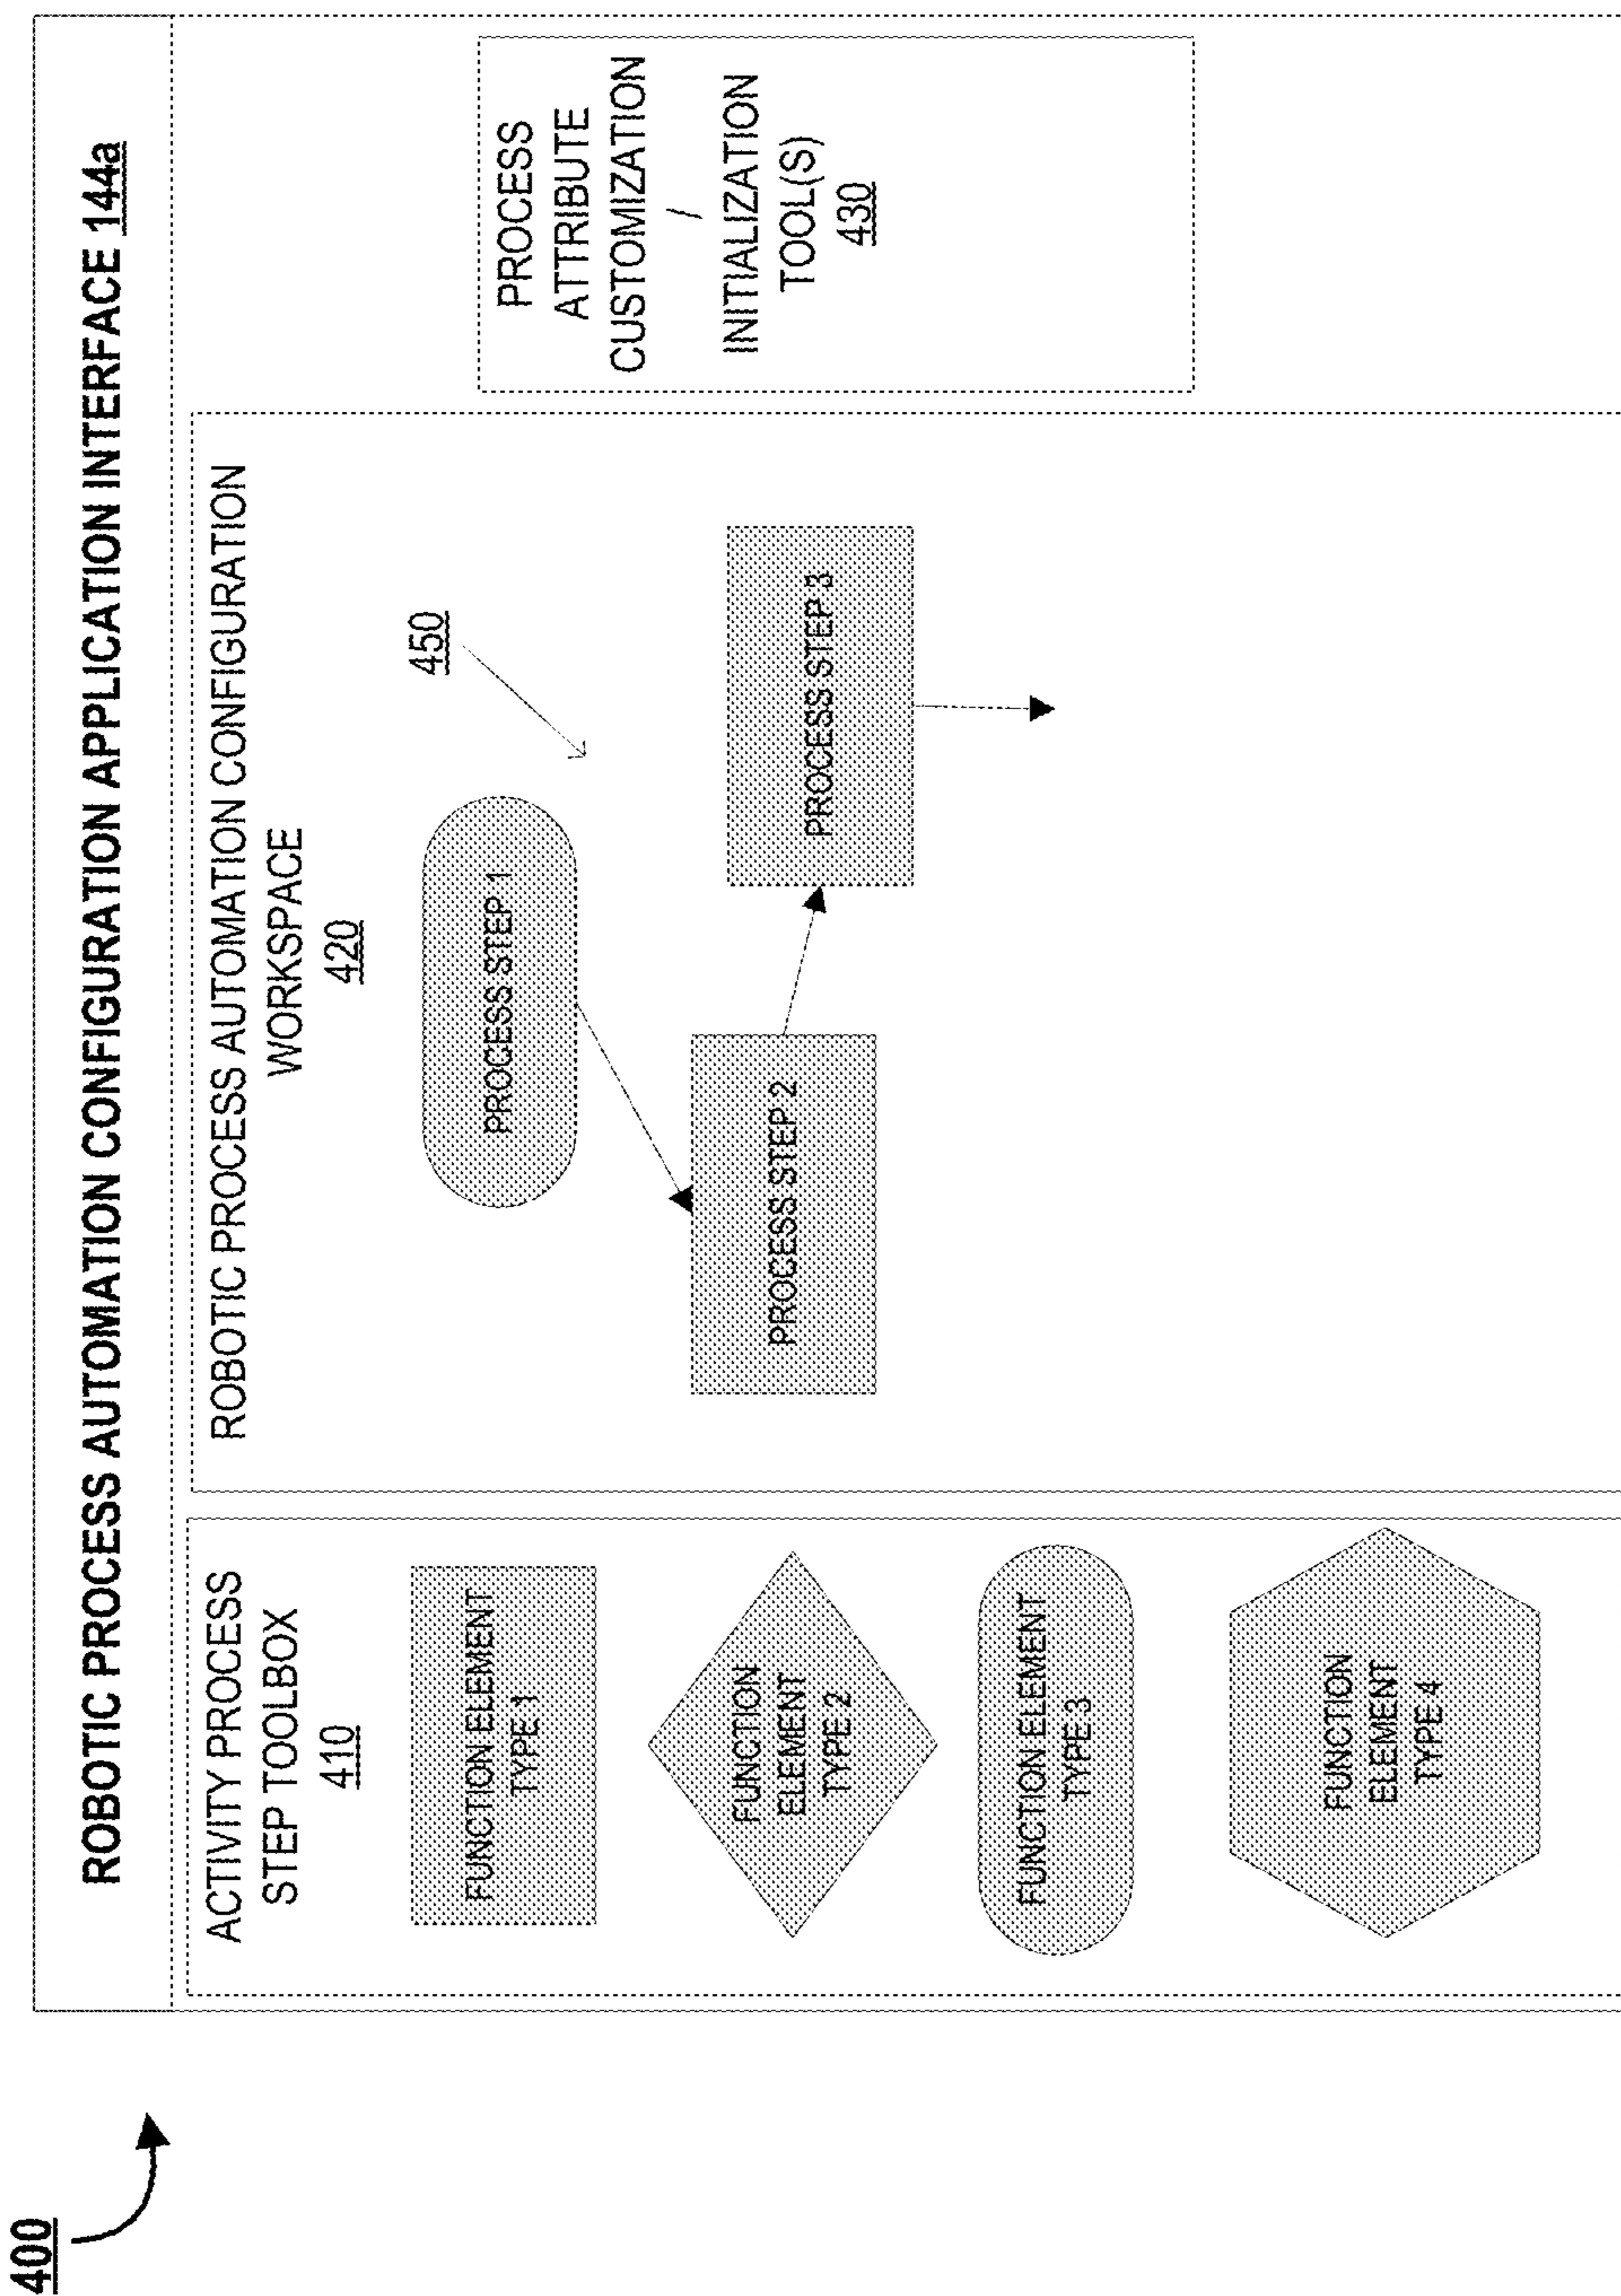 400
ROBOTIC PROCESS AUTOMATION CONFIGURATION APPLICATION INTERFACE 144a
ACTIVITY PROCESS
STEP TOOLBOX
410
FUNCTION ELEMENT
TYPE 1
FUNCTION
ELEMENT
TYPE 2
FUNCTION ELEMENT
TYPE 3
FUNCTION
ELEMENT
TYPE 4
ROBOTIC PROCESS AUTOMATION CONFIGURATION
WORKSPACE
420
450
PROCESS STEP 1
PROCESS STEP 2
PROCESS STEP 3
PROCESS
ATTRIBUTE
CUSTOMIZATION
/
INITIALIZATION
TOOL(S)
430